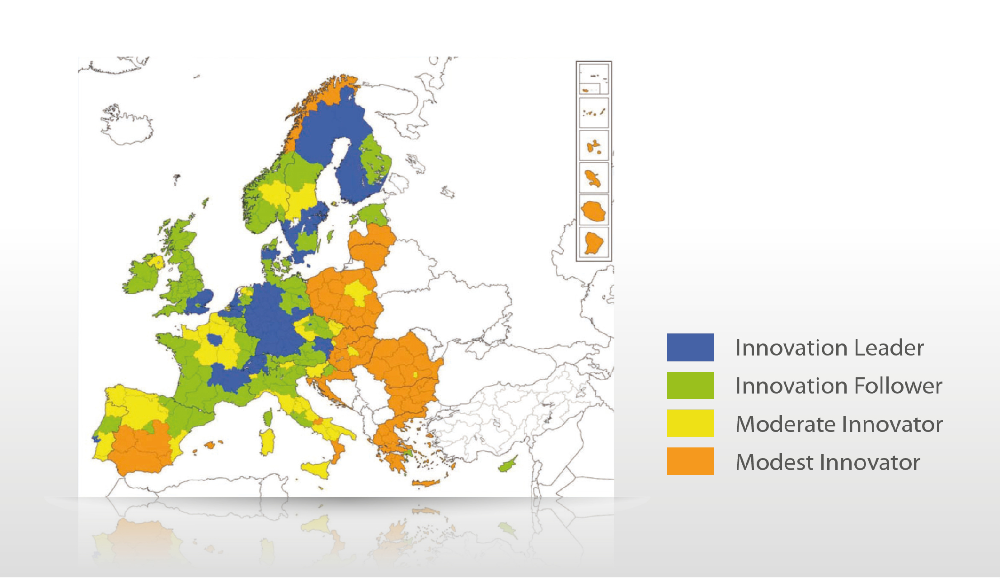 Innovation Leader
Innovation Follower
Moderate Innovator
Modest Innovator